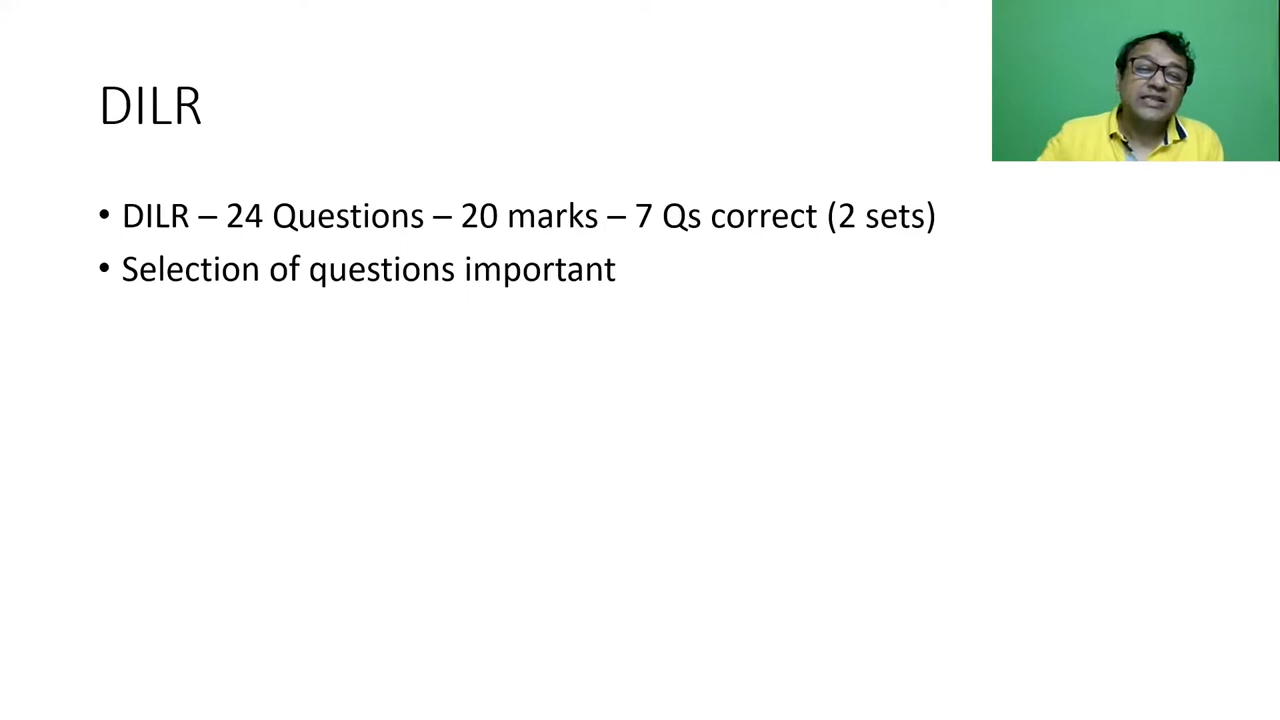 DILR
• DILR – 24 Questions – 20 marks – 7 Qs correct (2 sets)
• Selection of questions important